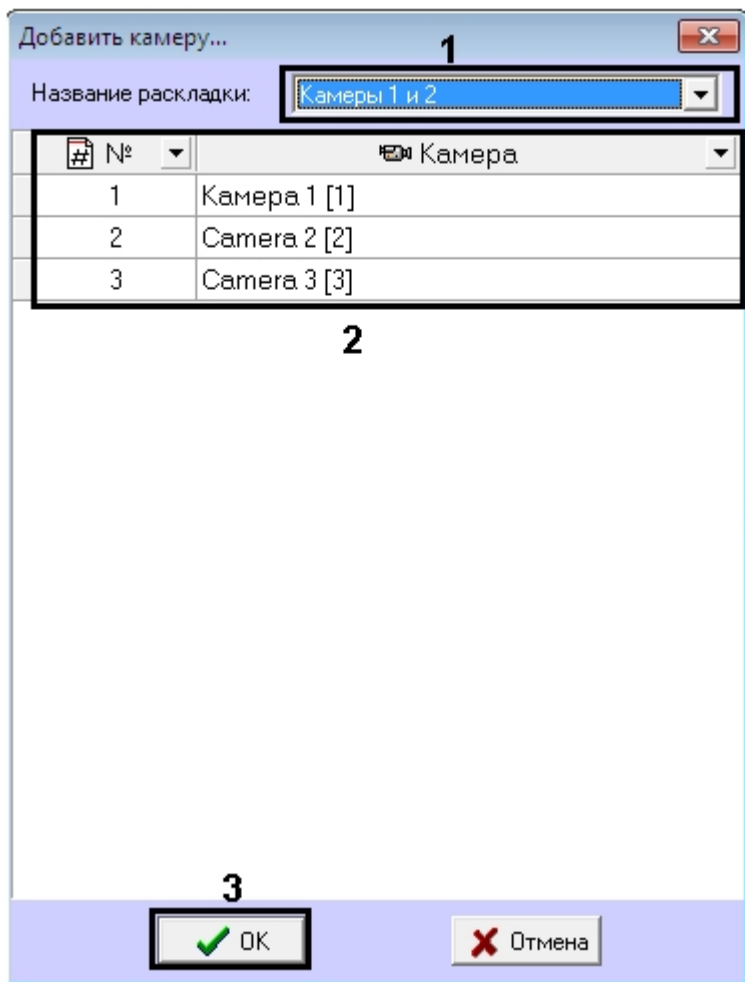 Добавить камеру...
1
Название раскладки: Камеры 1 и 2
# № Камера
1 Камера 1 [1]
2 Camera 2 [2]
3 Camera 3 [3]
2
3
OK Отмена